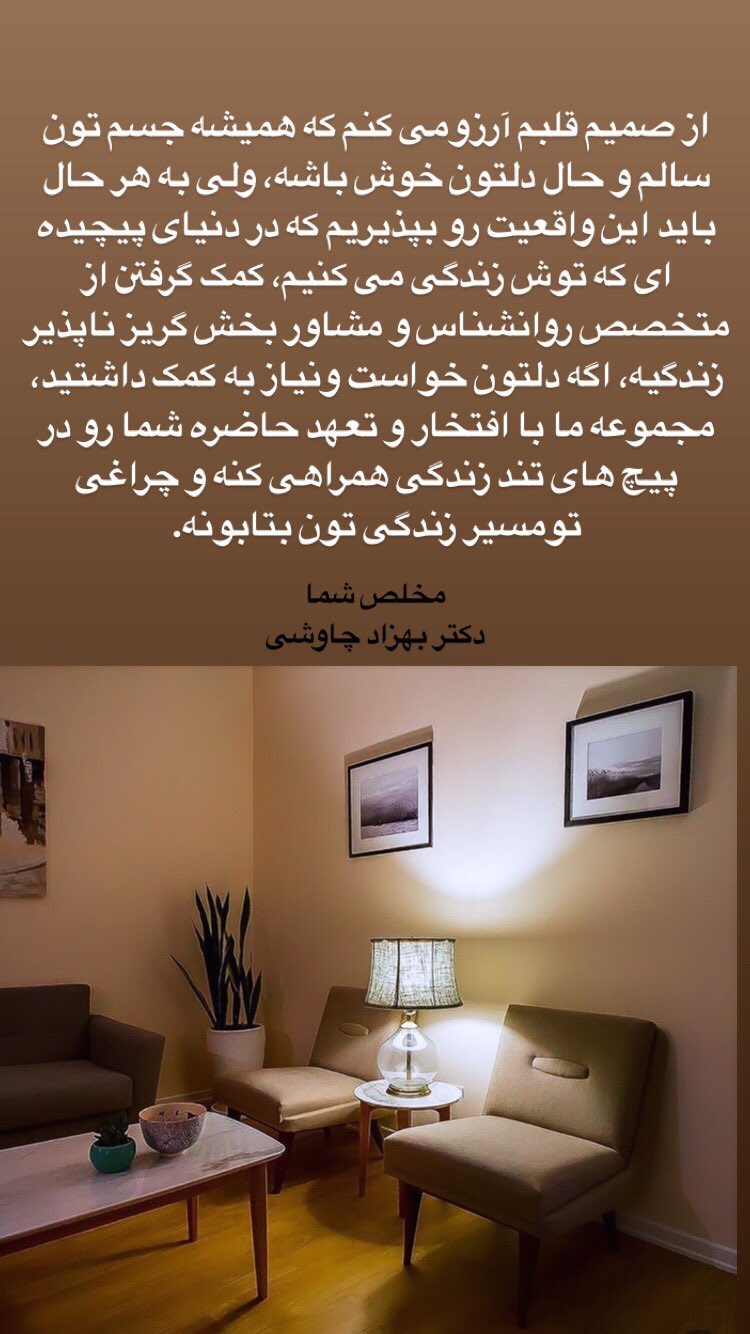 از صمیم قلبم آرزومی کنم که همیشه جسم تون
سالم و حال دلتون خوش باشه، ولی به هر حال
باید این واقعیت رو بپذیریم که در دنیای پیچیده
ای که توش زندگی می کنیم، کمک گرفتن از
متخصص روانشناس و مشاور بخش گریز ناپذیر
زندگیه، اگه دلتون خواست ونیاز به کمک داشتید،
مجموعه ما با افتخار و تعهد حاضره شما رو در
پیچ های تند زندگی همراهی کنه و چراغی
تومسیر زندگی تون بتابونه.
مخلص شما
دکتر بهزاد چاوشی